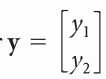 r y = [y₁
y₂]